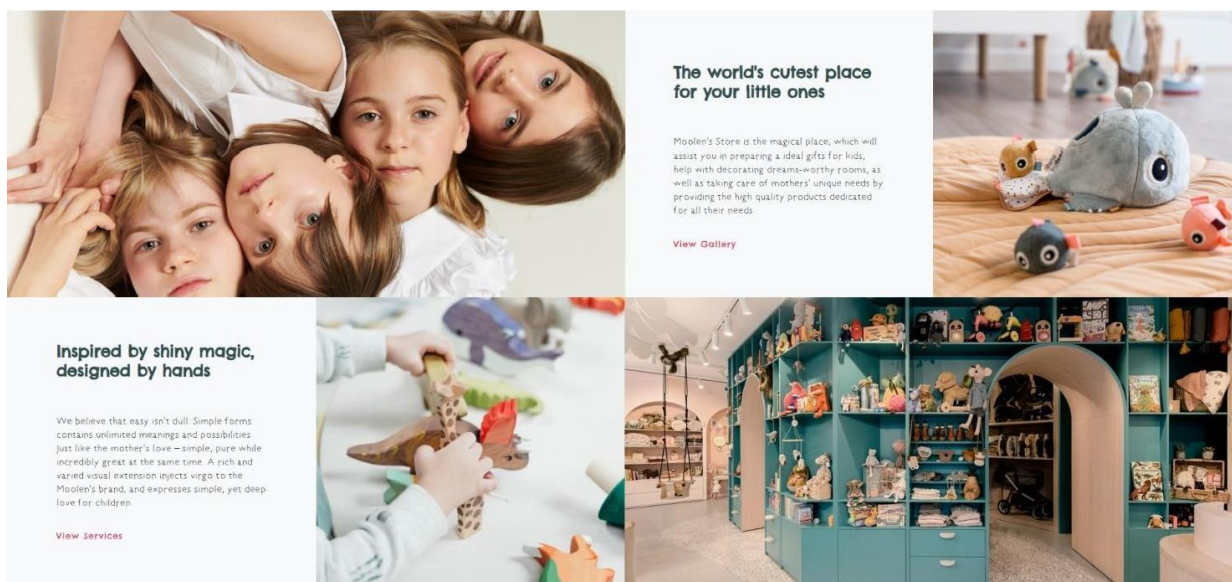 The world's cutest place
for your little ones
Moolen's Store is the magical place, which will
assist you in preparing a ideal gifts for kids,
help with decorating dreams-worthy rooms, as
well as taking care of mothers' unique needs by
providing the high quality products dedicated
for all their needs.
View Gallery
Inspired by shiny magic,
designed by hands
We believe that easy isn't dull. Simple forms
contains unlimited meanings and possibilities.
Just like the mother's love – simple, pure while
incredibly great at the same time. A rich and
varied visual extension injects virgo to the
Moolen's brand, and expresses simple, yet deep
love for children.
View Services